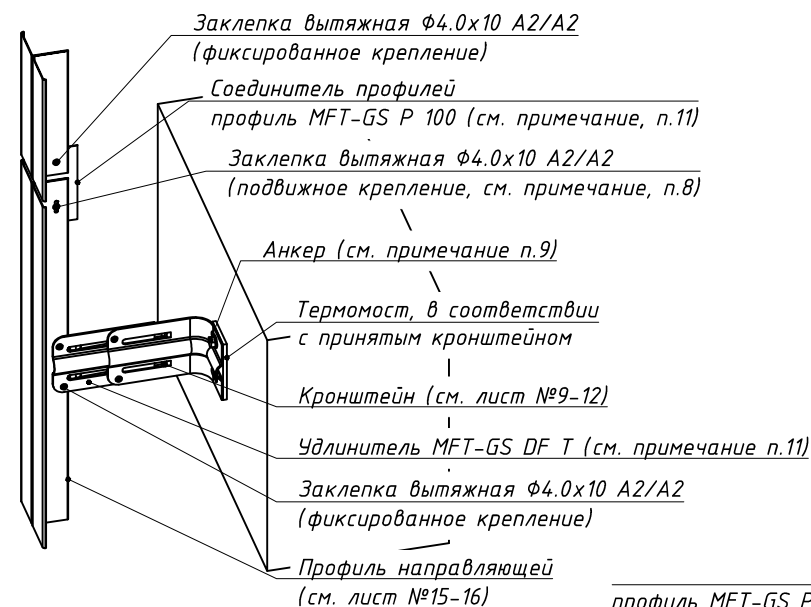 Заклепка вытяжная Ф4.0х10 А2/А2
(фиксированное крепление)
Соединитель профилей
профиль MFT-GS P 100 (см. примечание, п.11)
Заклепка вытяжная Ф4.0х10 А2/А2
(подвижное крепление, см. примечание, п.8)
Анкер (см. примечание п.9)
Термомост, в соответствии
с принятым кронштейном
Кронштейн (см. лист №9-12)
Удлинитель MFT-GS DF T (см. примечание п.11)
Заклепка вытяжная Ф4.0х10 А2/А2
(фиксированное крепление)
Профиль направляющей
(см. лист №15-16)
профиль MFT-GS P